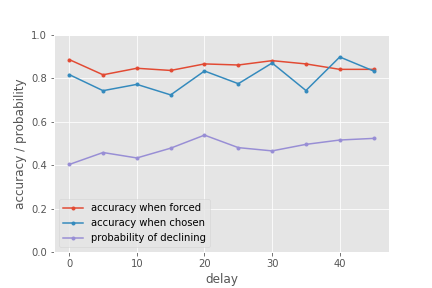 1.0
0.8
0.6
0.4
0.2
0.0
accuracy / probability
accuracy when forced
accuracy when chosen
probability of declining
0 10 20 30 40
delay